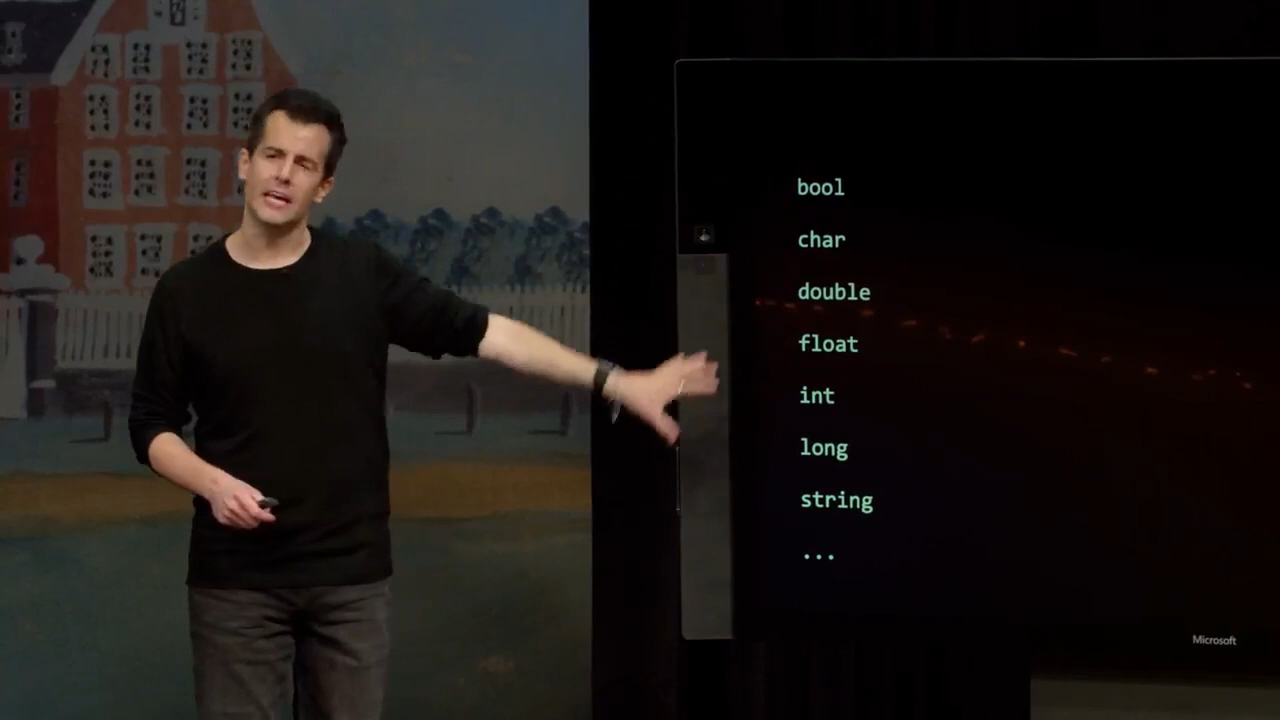 bool
char
double
float
int
long
string
...
Microsoft